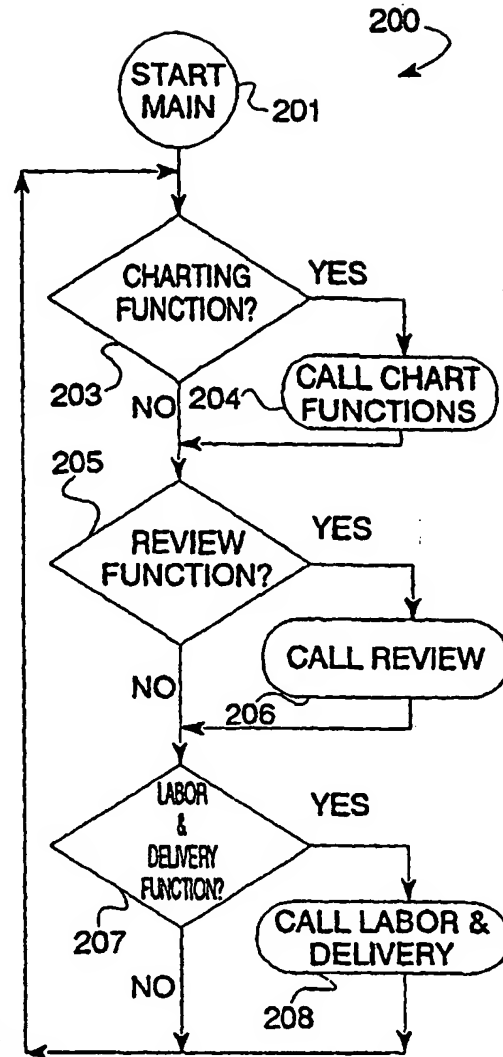 200
START
MAIN
201
CHARTING
FUNCTION?
YES
203
NO
204
CALL CHART
FUNCTIONS
205
REVIEW
FUNCTION?
YES
CALL REVIEW
NO
206
LABOR
&
DELIVERY
FUNCTION?
YES
207
CALL LABOR &
DELIVERY
NO
208